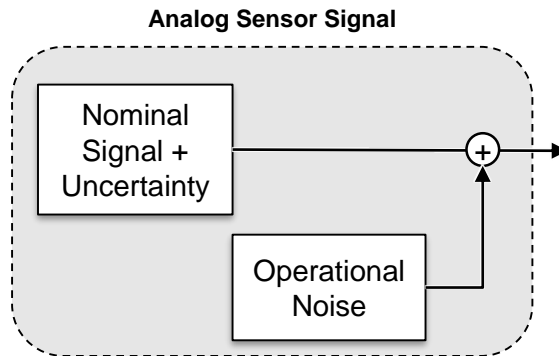 Analog Sensor Signal
Nominal
Signal +
Uncertainty
+
Operational
Noise